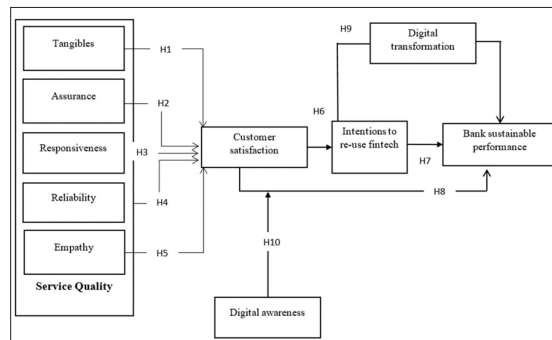 Tangibles
Assurance
Responsiveness
Reliability
Empathy
Service Quality
H1
H2
H3
H4
H5
Customer
satisfaction
H6
H9
Digital
transformation
Intentions to
re-use fintech
H7
Bank sustainable
performance
H8
H10
Digital awareness